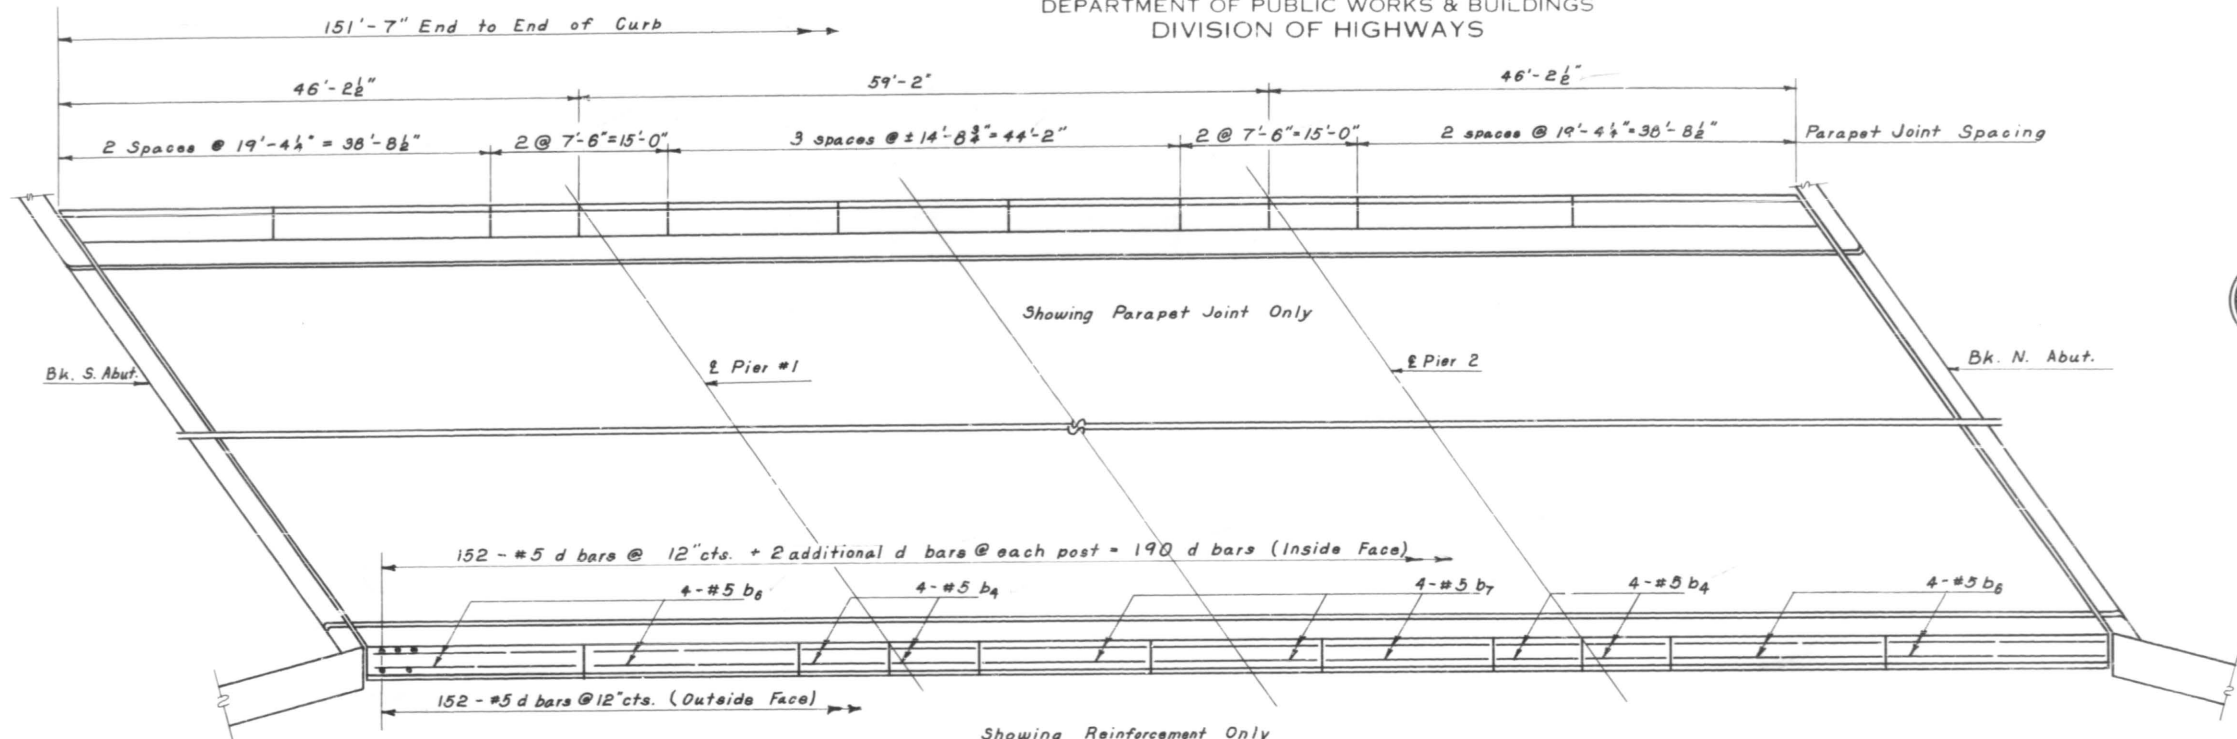 DEPARTMENT OF PUBLIC WORKS & BUILDINGS
DIVISION OF HIGHWAYS
151'-7" End to End of Curb
46'-2½"
59'-2"
46'-2½"
2 Spaces @ 19'-4¼" = 38'-8½"
2 @ 7'-6"=15'-0"
3 spaces @ ± 14'-8¾"= 44'-2"
2 @ 7'-6"=15'-0"
2 spaces @ 19'-4¼"=38'-8½"
Parapet Joint Spacing
Showing Parapet Joint Only
Bk. S. Abut.
℄ Pier #1
℄ Pier 2
Bk. N. Abut.
152 - #5 d bars @ 12"cts. + 2 additional d bars @ each post = 190 d bars (Inside Face)
4-#5 b6
4-#5 b4
4-#5 b7
4-#5 b4
4-#5 b6
152 - #5 d bars @ 12"cts. (Outside Face)
Showing Reinforcement Only